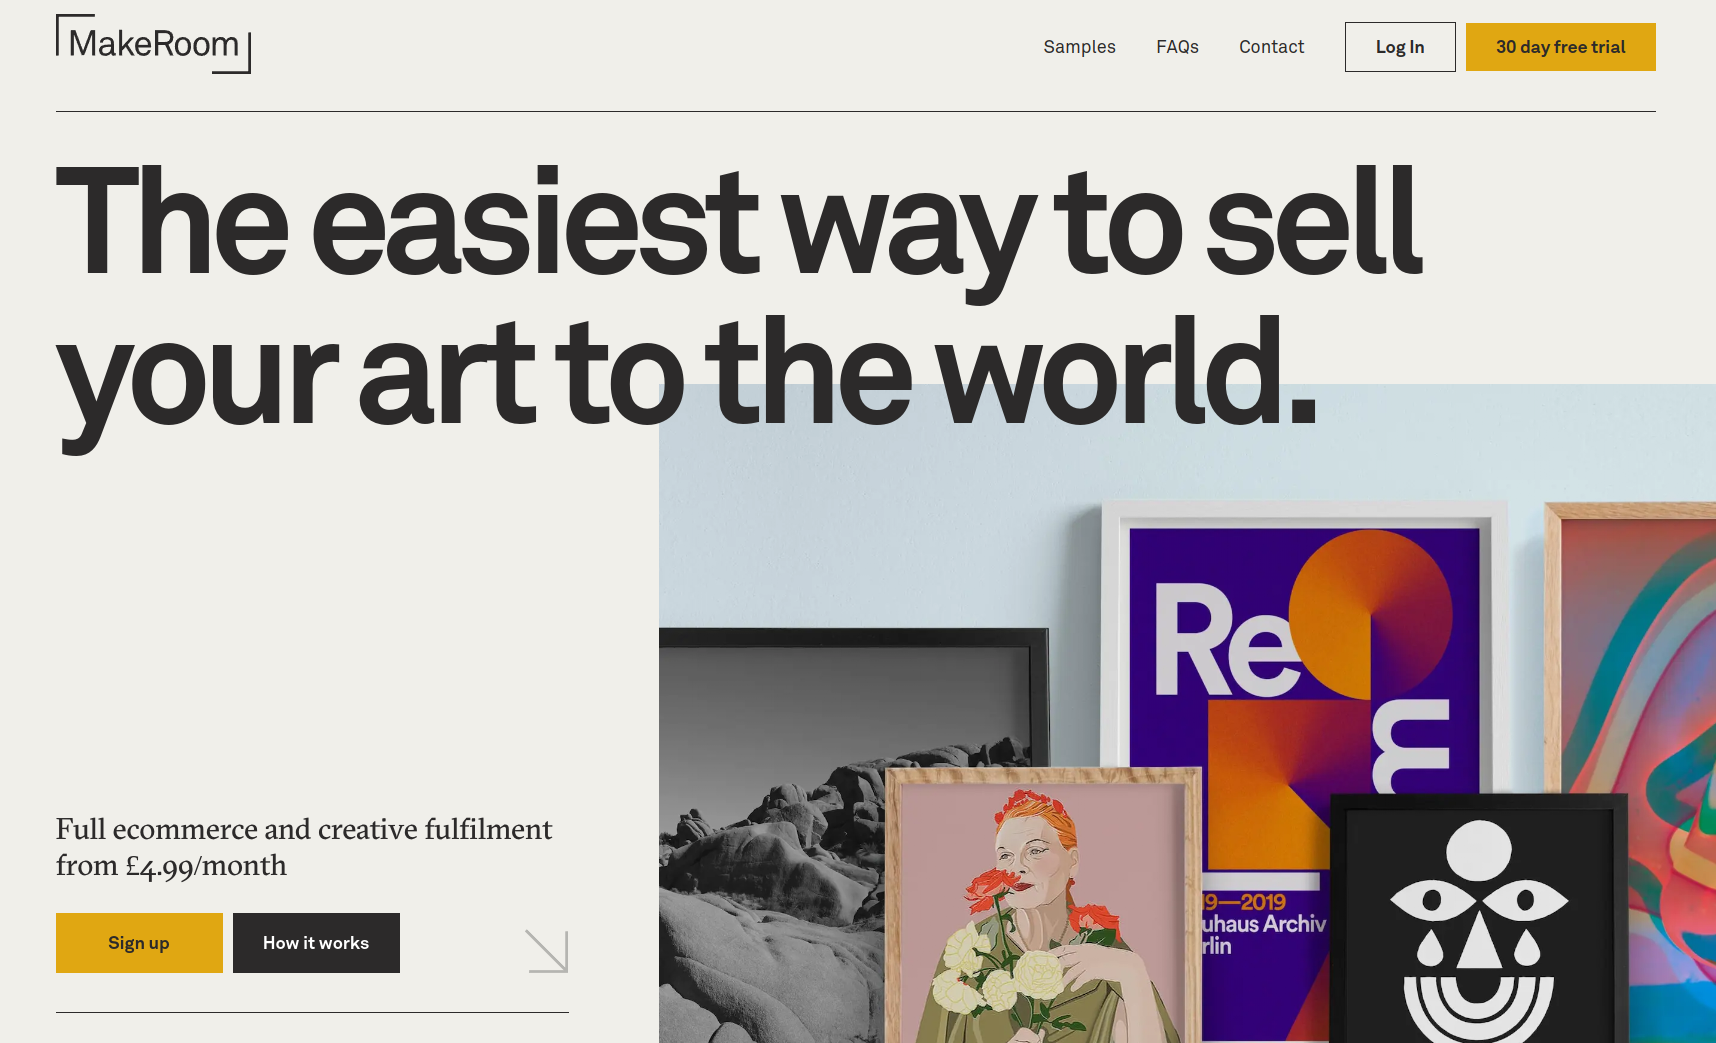 MakeRoom
Samples
FAQs
Contact
Log In
30 day free trial
The easiest way to sell
your art to the world.
Full ecommerce and creative fulfilment
from £4.99/month
Sign up
How it works
Re
m
19—2019
uhaus Archiv
rlin